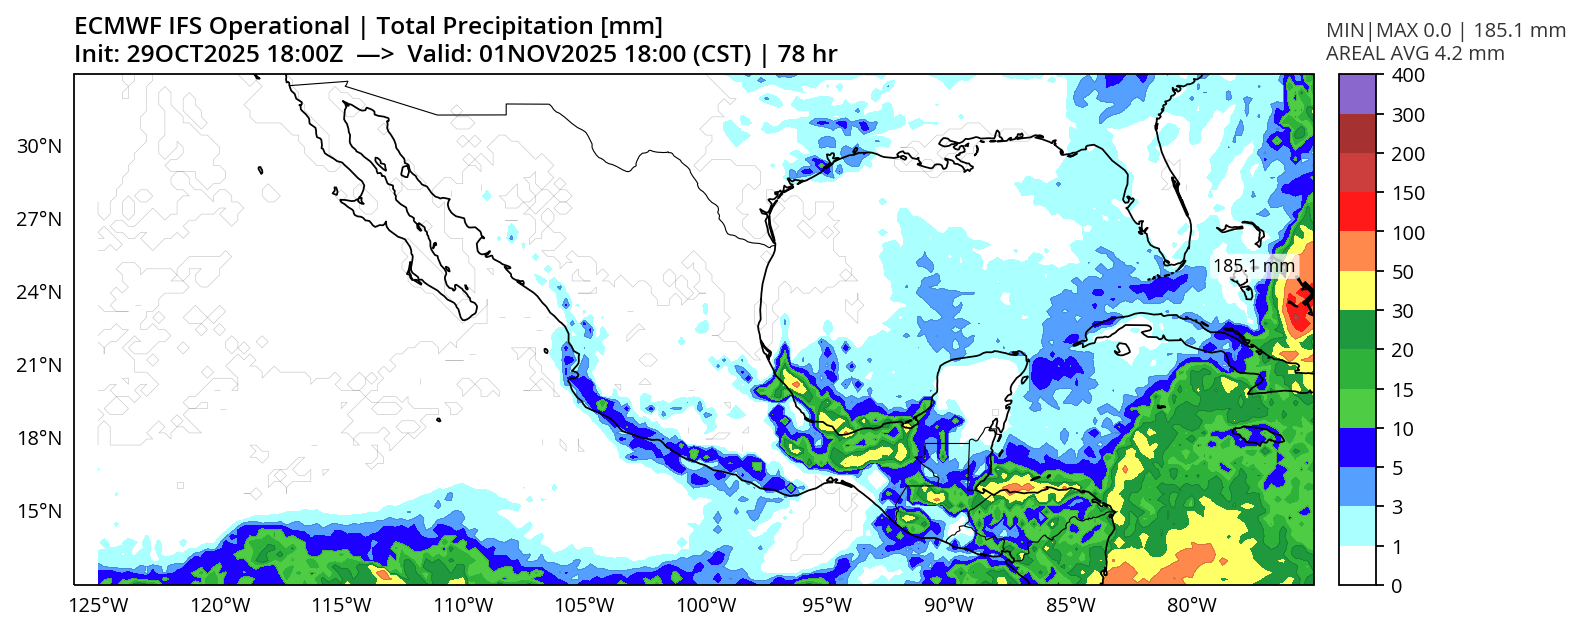 ECMWF IFS Operational | Total Precipitation [mm]
Init: 29OCT2025 18:00Z —> Valid: 01NOV2025 18:00 (CST) | 78 hr
MIN|MAX 0.0 | 185.1 mm
AREAL AVG 4.2 mm
400
300
200
150
100
50
30
20
15
10
5
3
1
0
30°N
27°N
24°N
21°N
18°N
15°N
185.1 mm
125°W 120°W 115°W 110°W 105°W 100°W 95°W 90°W 85°W 80°W